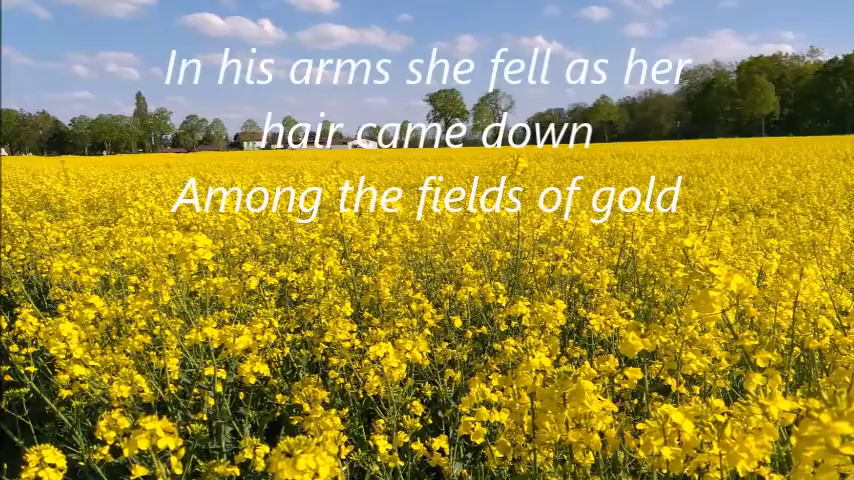 In his arms she fell as her
hair came down
Among the fields of gold